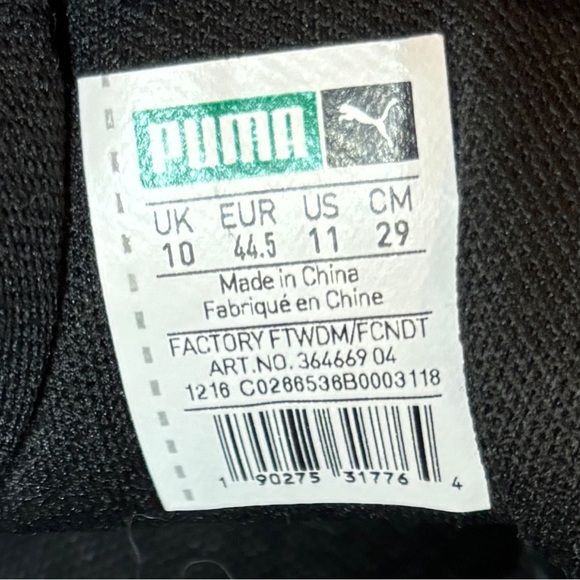 PUMA
UK EUR US CM
10 44.5 11 29
Made in China
Fabriqué en Chine
FACTORY FTWDM/FCNDT
ART.NO. 364669 04
1216 C0266536B0003118
1 90275 31776 4